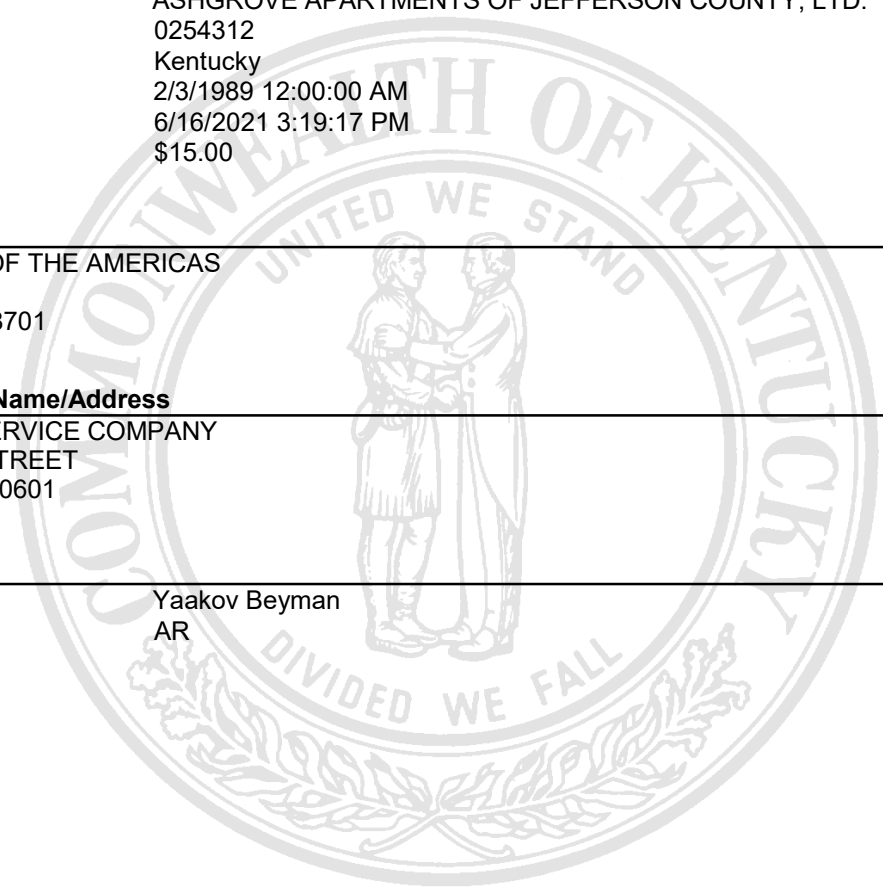 ASHGROVE APARTMENTS OF JEFFERSON COUNTY, LTD.
0254312
Kentucky
2/3/1989 12:00:00 AM
6/16/2021 3:19:17 PM
$15.00
COMMONWEALTH OF KENTUCKY
UNITED WE STAND
OF THE AMERICAS
3701
Name/Address
ERVICE COMPANY
TREET
0601
Yaakov Beyman
AR
DIVIDED WE FALL